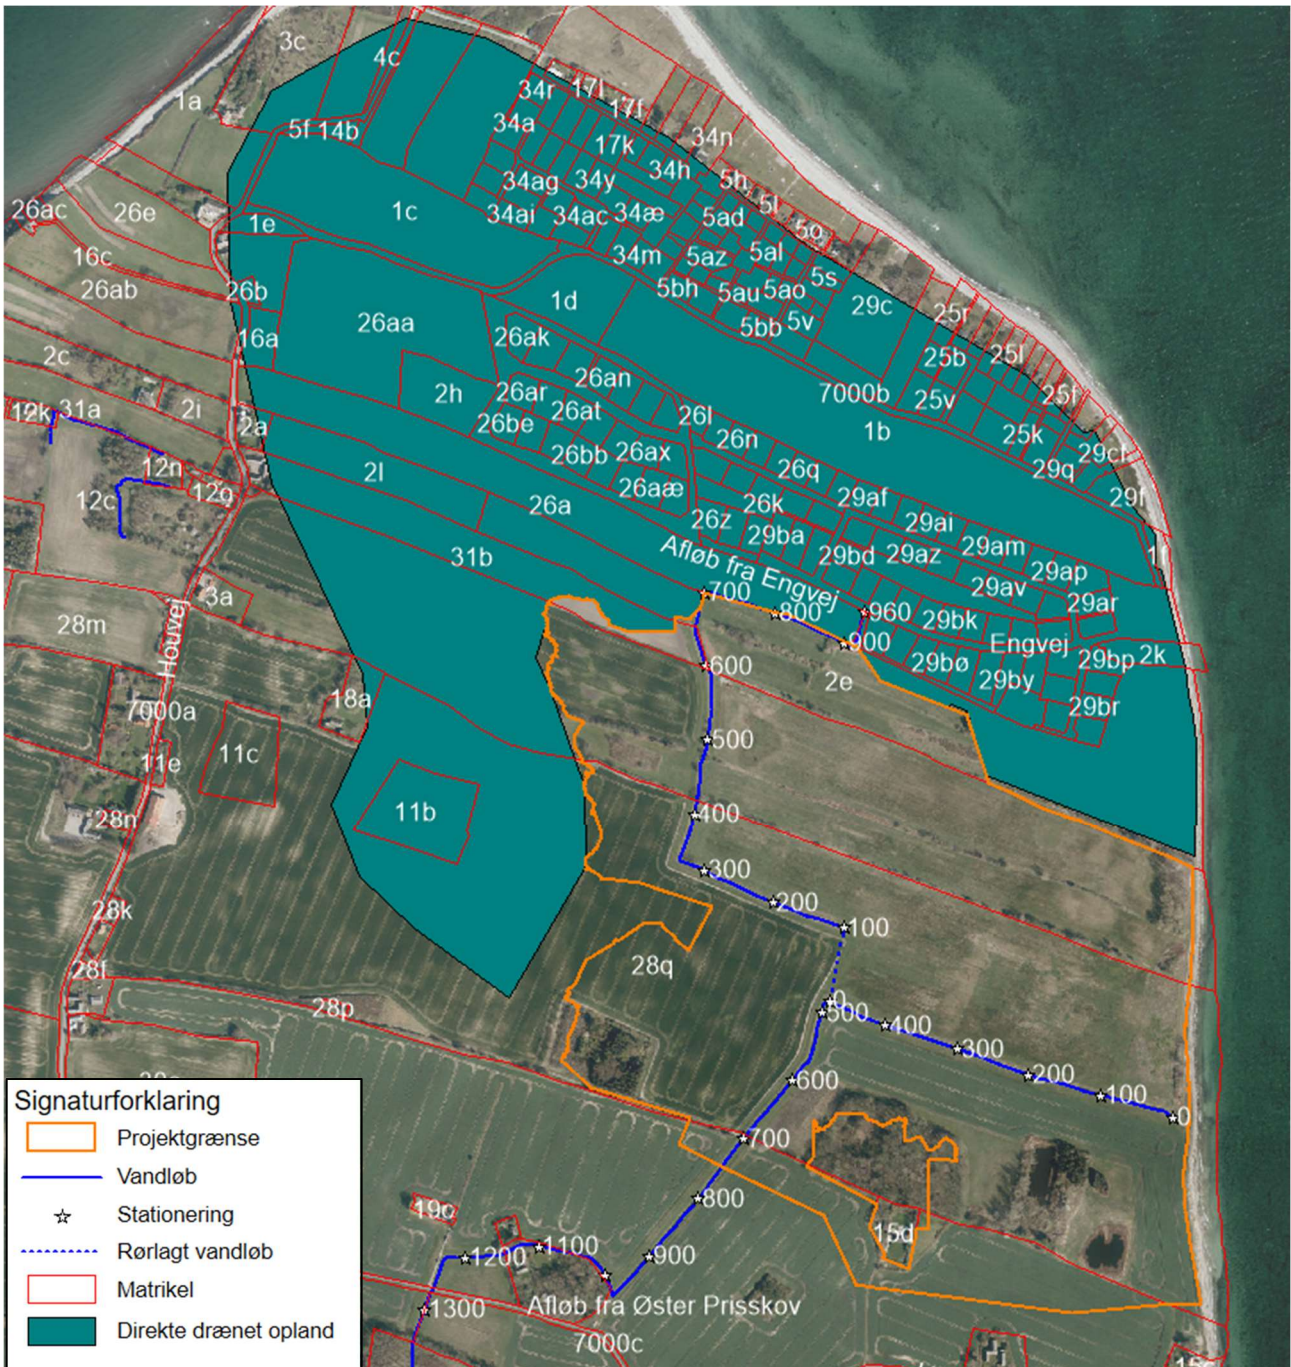 3c
4c
1a
34r
17l
17f
34a
5f
14b
17k
34n
34h
5h
34ag
34y
26ac
26e
1c
34ai
34ac
34æ
5ad
5l
5o
1e
16c
34m
5az
5al
5s
26ab
26b
5bh
5au
5ao
29c
1d
16a
26aa
26ak
5bb
5v
25r
25b
25l
2c
26an
7000b
25v
25f
12k
31a
2i
2h
26ar
26at
26l
1b
2a
26be
26n
25k
29cf
26bb
26ax
26q
29q
12n
2l
29af
29f
12c
12o
26a
26aæ
26k
26z
29ai
31b
29ba
29am
29bd
29az
29ap
Afløb fra Engvej
29av
29ar
700
800
960
3a
28m
Houvej
900
29bk
Engvej
600
2e
29bø
29bp
2k
29by
29br
18a
7000a
500
11c
11e
11b
400
28n
300
200
100
28k
28q
28f
28p
0
400
300
600
200
100
0
700
800
19c
15d
1200
1100
900
1300
Afløb fra Øster Prisskov
7000c
Signaturforklaring
Projektgrænse
Vandløb
Stationering
Rørlagt vandløb
Matrikel
Direkte drænet opland